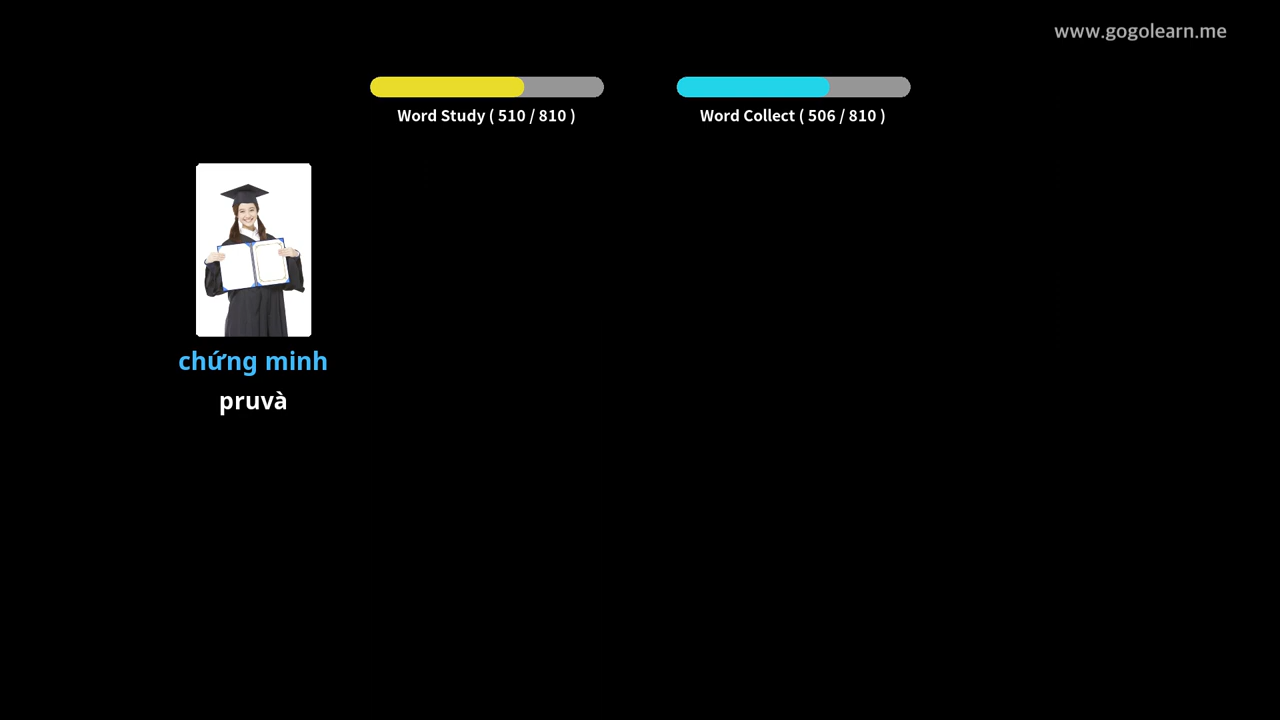 www.gogolearn.me
Word Study ( 510 / 810 )
Word Collect ( 506 / 810 )
chứng minh
pruvà